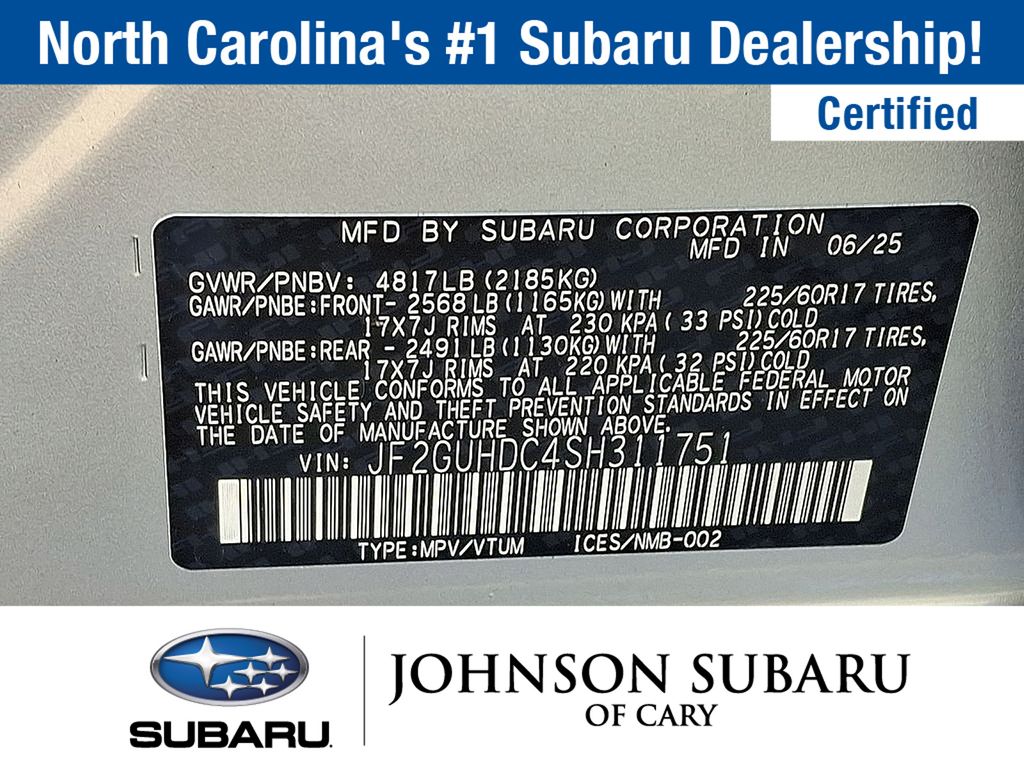 North Carolina's #1 Subaru Dealership!
Certified
MFD BY SUBARU CORPORATION
MFD IN 06/25
GVWR/PNBV: 4817LB (2185KG)
GAWR/PNBE:FRONT- 2568 LB (1165KG) WITH 225/60R17 TIRES,
17X7J RIMS AT 230 KPA ( 33 PSI) COLD
GAWR/PNBE:REAR - 2491 LB (1130KG) WITH 225/60R17 TIRES,
17X7J RIMS AT 220 KPA ( 32 PSI) COLD
THIS VEHICLE CONFORMS TO ALL APPLICABLE FEDERAL MOTOR
VEHICLE SAFETY AND THEFT PREVENTION STANDARDS IN EFFECT ON
THE DATE OF MANUFACTURE SHOWN ABOVE.
VIN: JF2GUHDC4SH311751
TYPE:MPV/VTUM ICES/NMB-002
SUBARU.
JOHNSON SUBARU
OF CARY